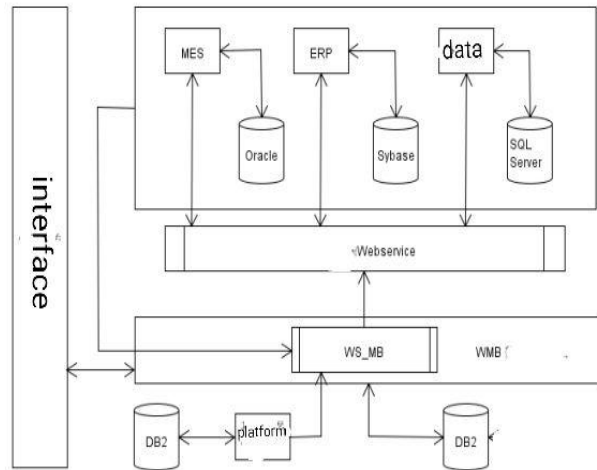 MES
ERP
data
Oracle
Sybase
SQL
Server
interface
Webservice
WS_MB
WMB
DB2
platform
DB2